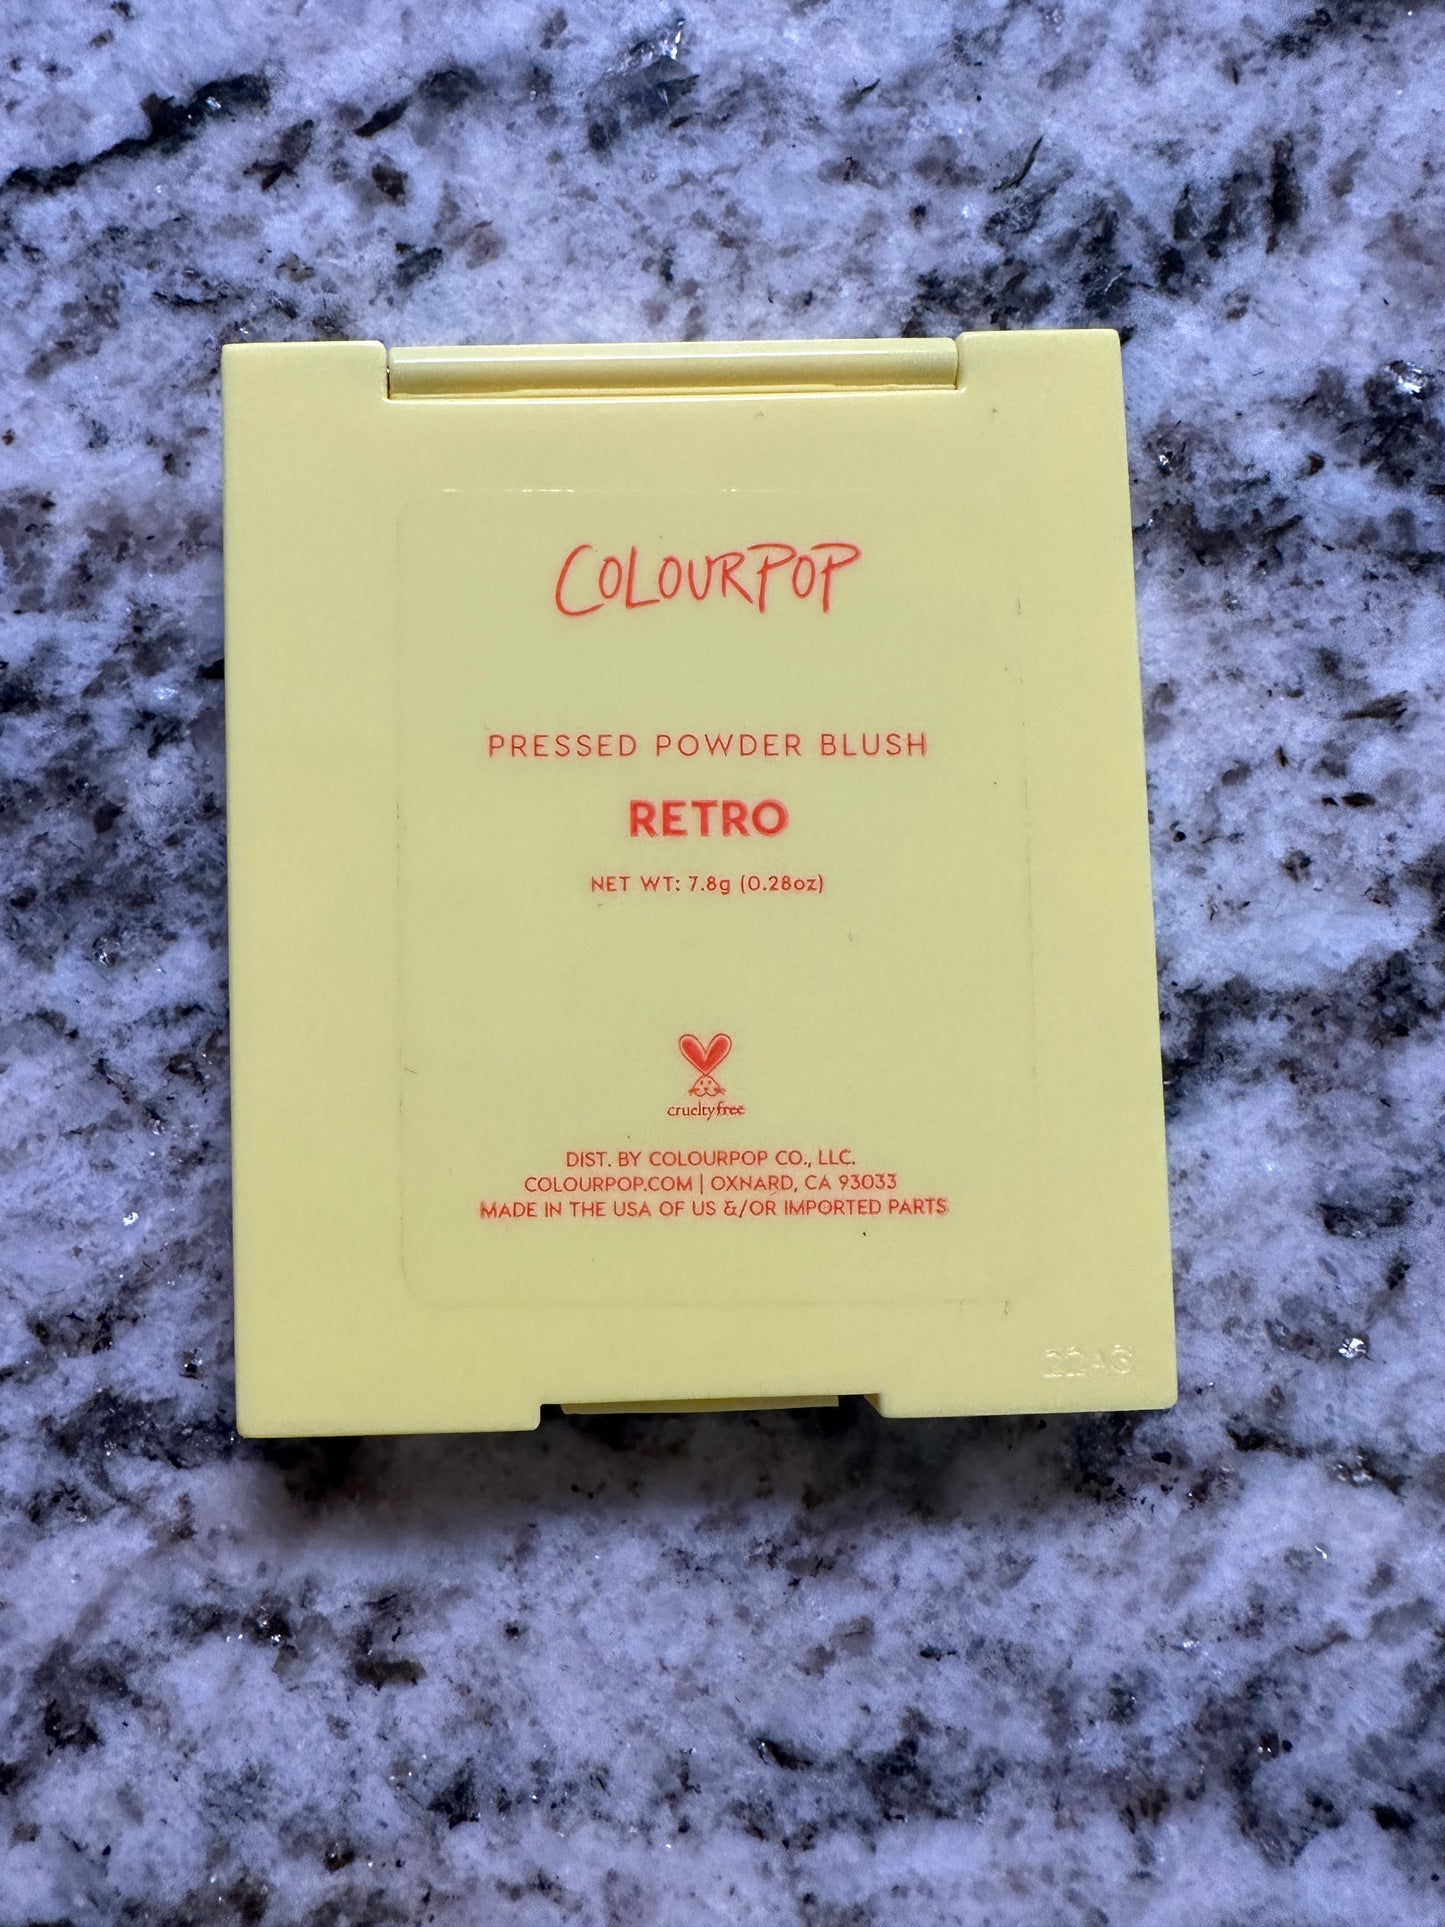 COLOURPOP
PRESSED POWDER BLUSH
RETRO
NET WT: 7.8g (0.28oz)
crueltyfree
DIST. BY COLOURPOP CO., LLC.
COLOURPOP.COM | OXNARD, CA 93033
MADE IN THE USA OF US &/OR IMPORTED PARTS